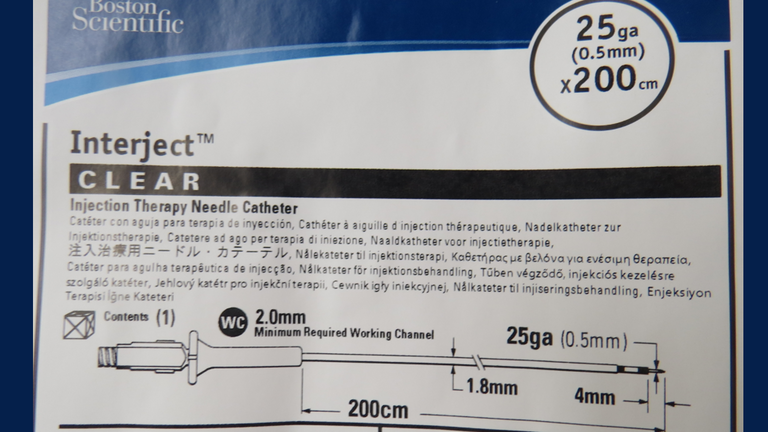 Boston
Scientific
25ga
(0.5mm)
x200cm
Interject™
CLEAR
Injection Therapy Needle Catheter
Catéter con aguja para terapia de inyección, Cathéter à aiguille d injection thérapeutique, Nadelkatheter zur
Injektionstherapie, Catetere ad ago per terapia di iniezione, Naaldkatheter voor injectietherapie,
注入治療用ニードル・カテーテル, Nålekateter til injektionsterapi, Καθετήρας με βελόνα για ενέσιμη θεραπεία,
Catéter para agulha terapêutica de injecção, Nålkateter för injektionsbehandling, Tűben végződő, injekciós kezelésre
szolgáló katéter, Jehlový katétr pro injekční terapii, Cewnik igły iniekcyjnej, Nålkateter til injiseringsbehandling, Enjeksiyon
Terapisi İğne Kateteri
Contents (1)
WC 2.0mm
Minimum Required Working Channel
25ga (0.5mm)
1.8mm
4mm
200cm